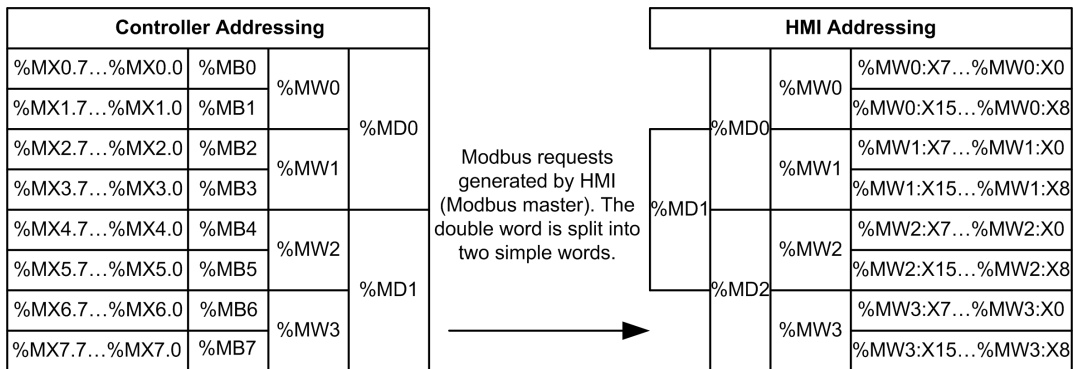 Controller Addressing
%MX0.7…%MX0.0 %MB0 %MW0 %MD0
%MX1.7…%MX1.0 %MB1
%MX2.7…%MX2.0 %MB2 %MW1
%MX3.7…%MX3.0 %MB3
%MX4.7…%MX4.0 %MB4 %MW2 %MD1
%MX5.7…%MX5.0 %MB5
%MX6.7…%MX6.0 %MB6 %MW3
%MX7.7…%MX7.0 %MB7
Modbus requests
generated by HMI
(Modbus master). The
double word is split into
two simple words.
HMI Addressing
%MD0 %MW0 %MW0:X7…%MW0:X0
%MW0:X15…%MW0:X8
%MD1 %MW1 %MW1:X7…%MW1:X0
%MW1:X15…%MW1:X8
%MD2 %MW2 %MW2:X7…%MW2:X0
%MW2:X15…%MW2:X8
%MW3 %MW3:X7…%MW3:X0
%MW3:X15…%MW3:X8